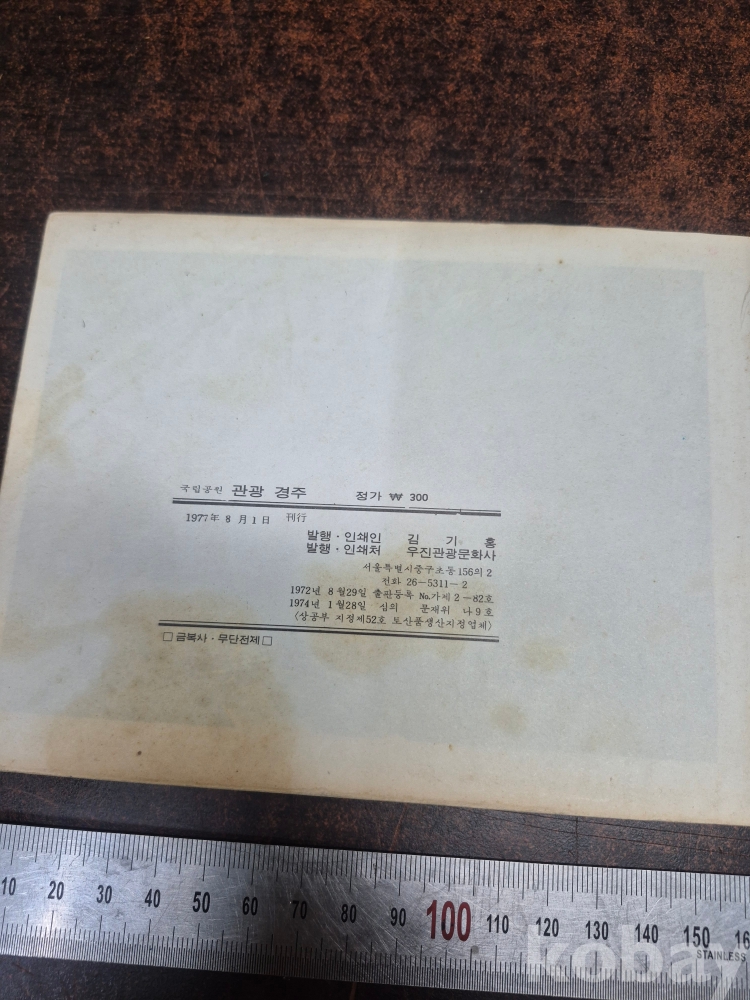 국립공원 관광 경주 정가 ₩ 300
1977年 8 月 1 日 刊行
발행 · 인쇄인 김 기 홍
발행 · 인쇄처 우진관광문화사
서울특별시중구초동156의 2
전화 26-5311-2
1972년 8월29일 출판등록 No.가제2-82호
1974년 1월28일 심의 문재위 나9호
〈상공부 지정제52호 토산품생산지정업체〉
□금복사 · 무단전제□
10 20 30 40 50 60 70 80 90 100 110 120 130 140 150 16
STAINLESS
kobay